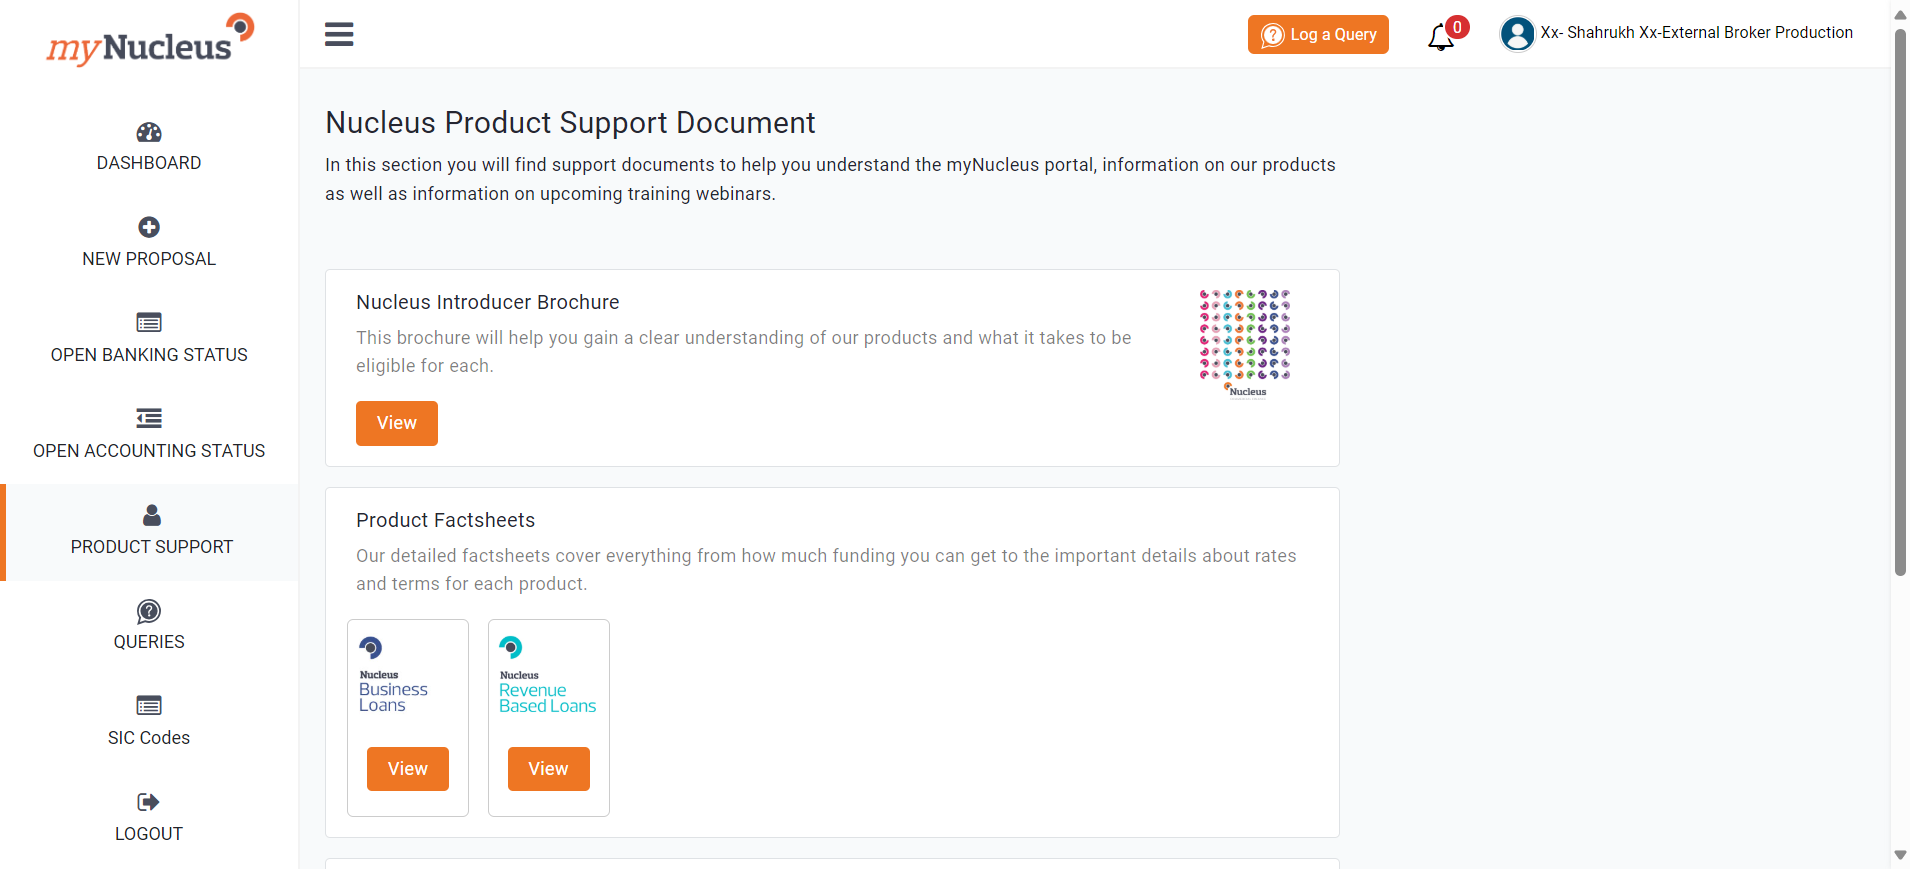 myNucleus
DASHBOARD
NEW PROPOSAL
OPEN BANKING STATUS
OPEN ACCOUNTING STATUS
PRODUCT SUPPORT
QUERIES
SIC Codes
LOGOUT
Log a Query
0
Xx- Shahrukh Xx-External Broker Production
Nucleus Product Support Document
In this section you will find support documents to help you understand the myNucleus portal, information on our products
as well as information on upcoming training webinars.
Nucleus Introducer Brochure
This brochure will help you gain a clear understanding of our products and what it takes to be
eligible for each.
View
Nucleus
Product Factsheets
Our detailed factsheets cover everything from how much funding you can get to the important details about rates
and terms for each product.
Nucleus
Business
Loans
View
Nucleus
Revenue
Based Loans
View